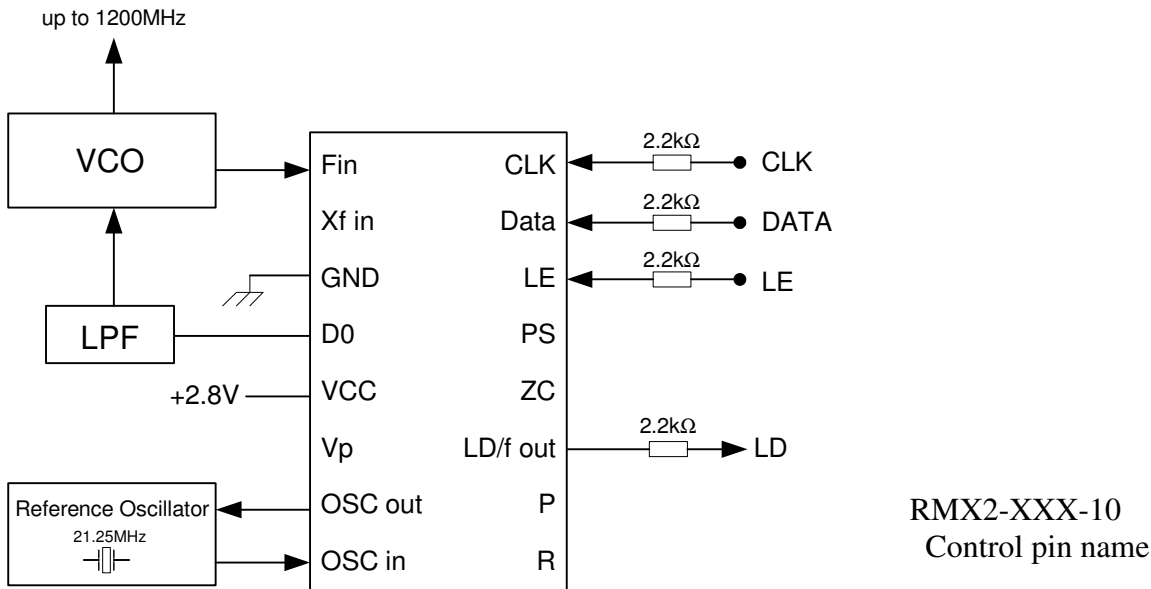 up to 1200MHz
VCO
LPF
+2.8V
Reference Oscillator
21.25MHz
Fin
Xf in
GND
D0
VCC
Vp
OSC out
OSC in
CLK
Data
LE
PS
ZC
LD/f out
P
R
2.2kΩ
CLK
2.2kΩ
DATA
2.2kΩ
LE
2.2kΩ
LD
RMX2-XXX-10
Control pin name